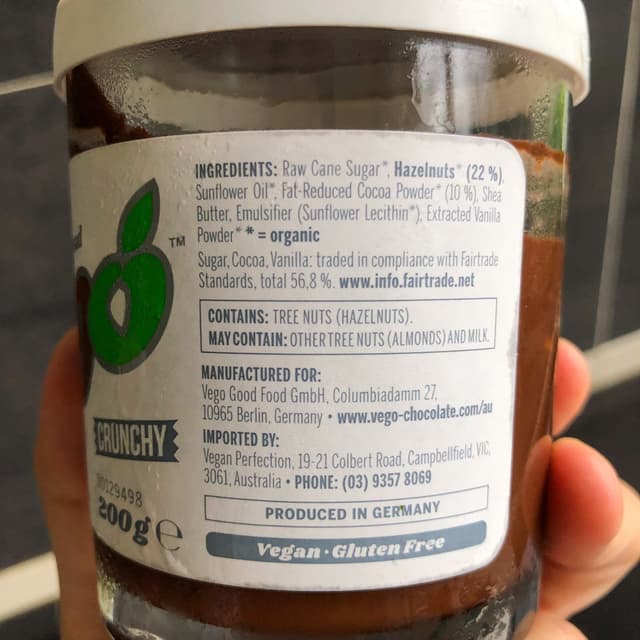 INGREDIENTS: Raw Cane Sugar*, Hazelnuts* (22 %),
Sunflower Oil*, Fat-Reduced Cocoa Powder* (10 %), Shea
Butter, Emulsifier (Sunflower Lecithin*), Extracted Vanilla
Powder* * = organic
Sugar, Cocoa, Vanilla: traded in compliance with Fairtrade
Standards, total 56,8 %. www.info.fairtrade.net
CONTAINS: TREE NUTS (HAZELNUTS).
MAY CONTAIN: OTHER TREE NUTS (ALMONDS) AND MILK.
MANUFACTURED FOR:
Vego Good Food GmbH, Columbiadamm 27,
10965 Berlin, Germany • www.vego-chocolate.com/au
IMPORTED BY:
Vegan Perfection, 19-21 Colbert Road, Campbellfield, VIC,
3061, Australia • PHONE: (03) 9357 8069
PRODUCED IN GERMANY
Vegan · Gluten Free
TM
CRUNCHY
200 g e